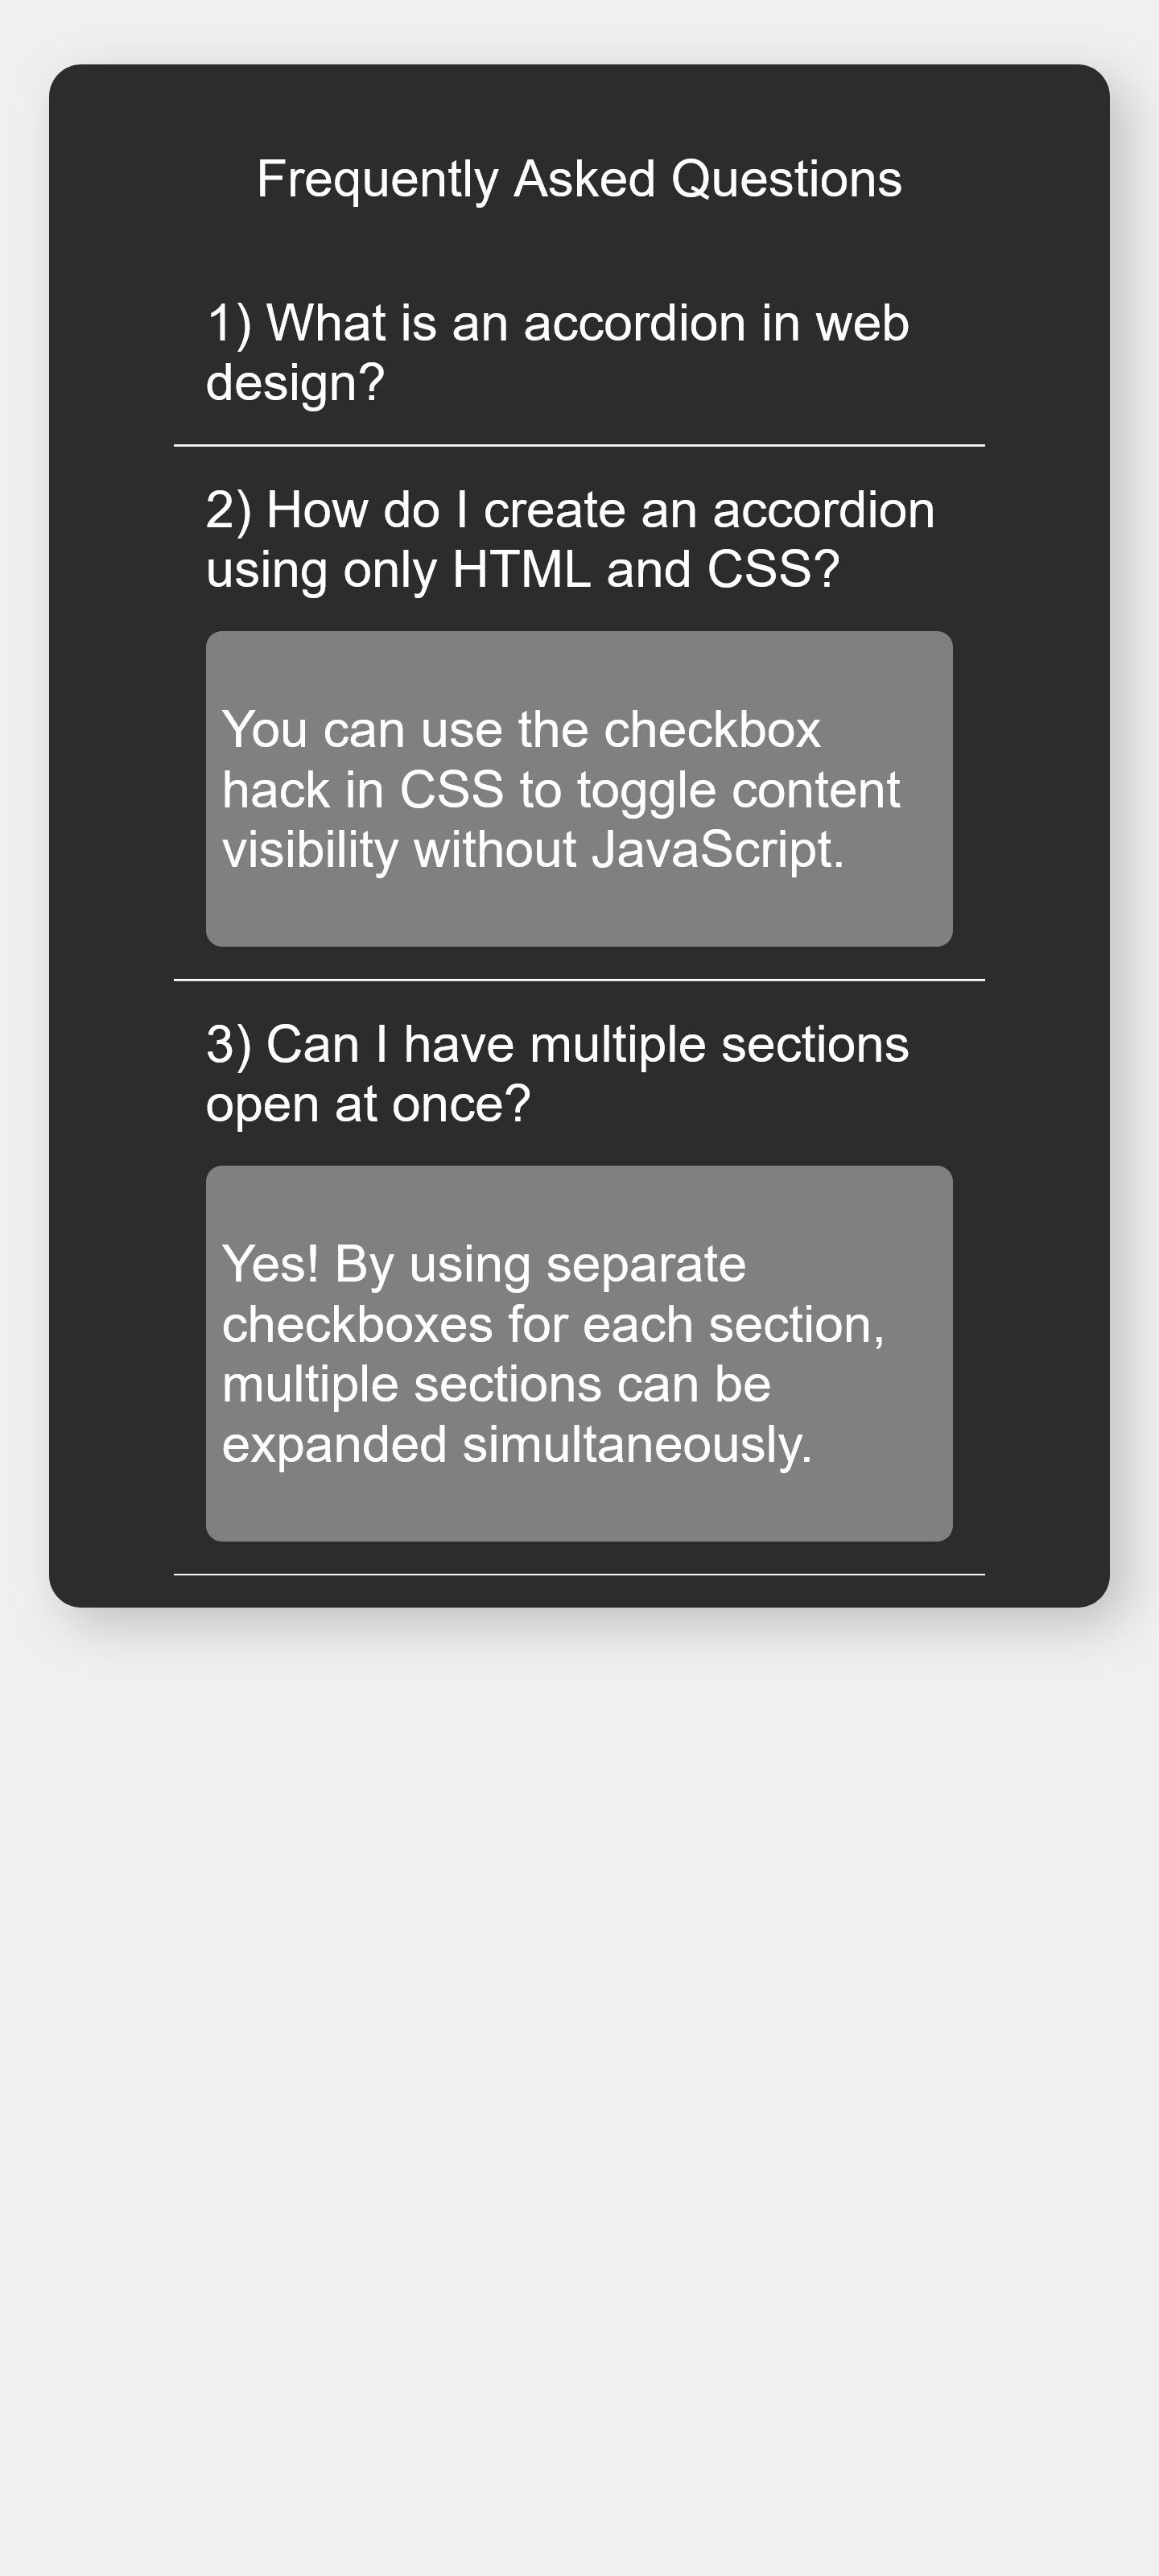 Frequently Asked Questions
1) What is an accordion in web
design?
2) How do I create an accordion
using only HTML and CSS?
You can use the checkbox
hack in CSS to toggle content
visibility without JavaScript.
3) Can I have multiple sections
open at once?
Yes! By using separate
checkboxes for each section,
multiple sections can be
expanded simultaneously.